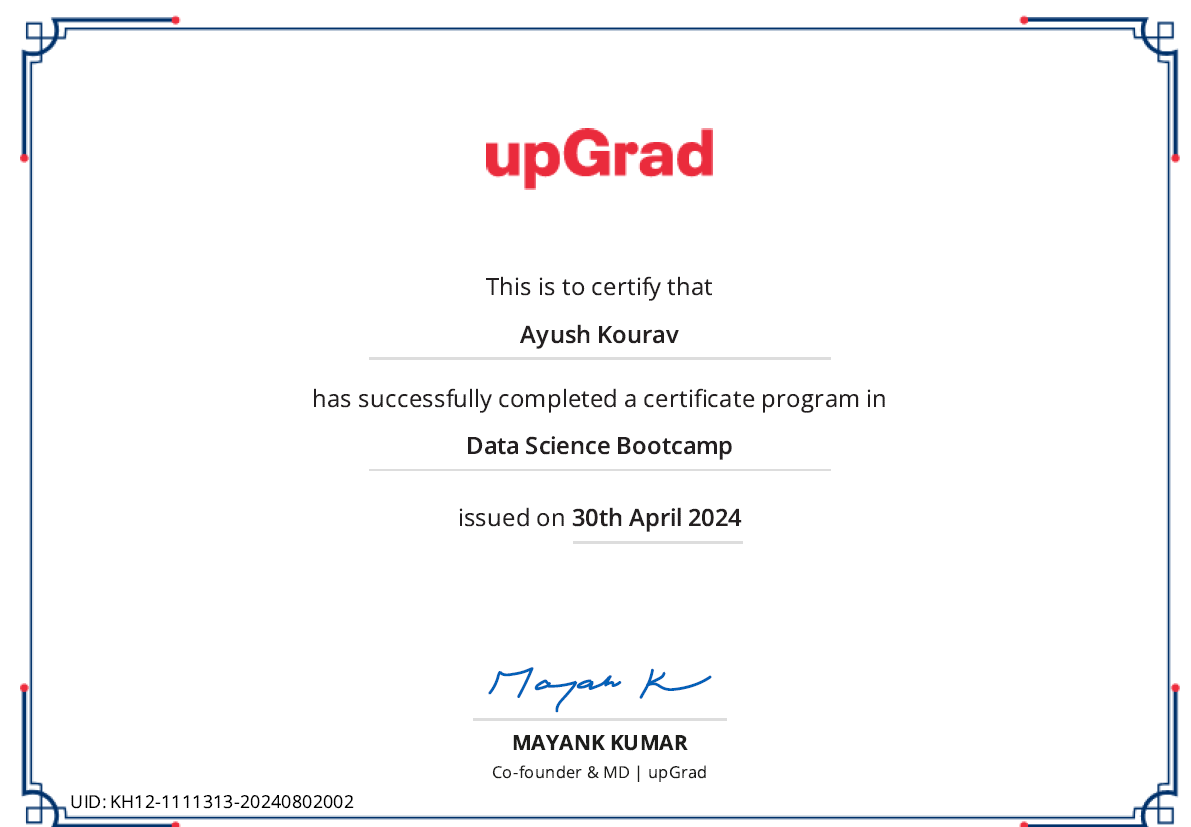 upGrad
This is to certify that
Ayush Kourav
has successfully completed a certificate program in
Data Science Bootcamp
issued on 30th April 2024
Mayank K
MAYANK KUMAR
Co-founder & MD | upGrad
UID: KH12-1111313-20240802002